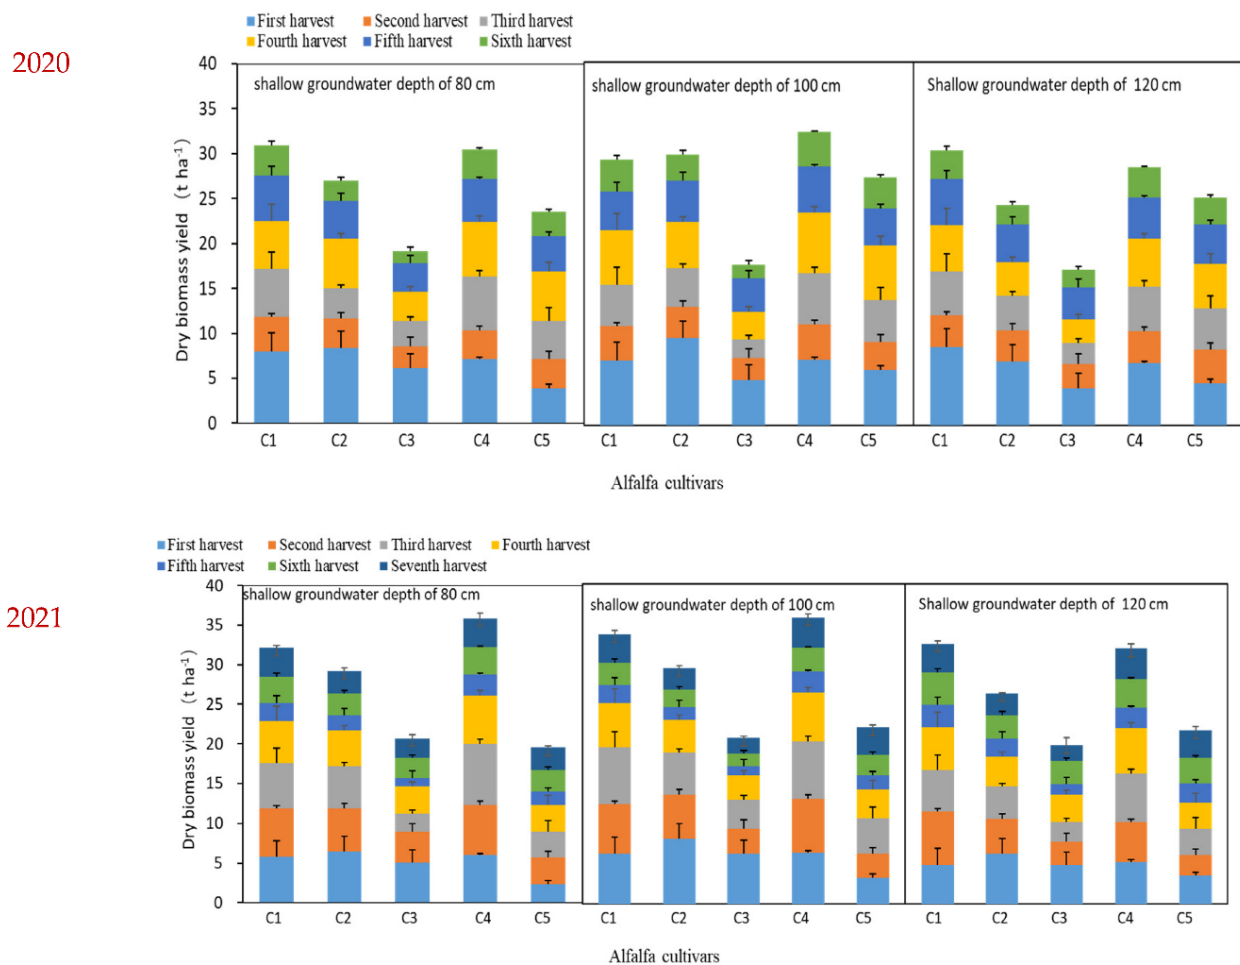 First harvest Second harvest Third harvest
Fourth harvest Fifth harvest Sixth harvest
2020
Dry biomass yield (t ha⁻¹)
40
35
30
25
20
15
10
5
0
shallow groundwater depth of 80 cm
shallow groundwater depth of 100 cm
Shallow groundwater depth of 120 cm
C1 C2 C3 C4 C5 C1 C2 C3 C4 C5 C1 C2 C3 C4 C5
Alfalfa cultivars
First harvest Second harvest Third harvest Fourth harvest
Fifth harvest Sixth harvest Seventh harvest
2021
Dry biomass yield (t ha⁻¹)
40
35
30
25
20
15
10
5
0
shallow groundwater depth of 80 cm
shallow groundwater depth of 100 cm
Shallow groundwater depth of 120 cm
C1 C2 C3 C4 C5 C1 C2 C3 C4 C5 C1 C2 C3 C4 C5
Alfalfa cultivars